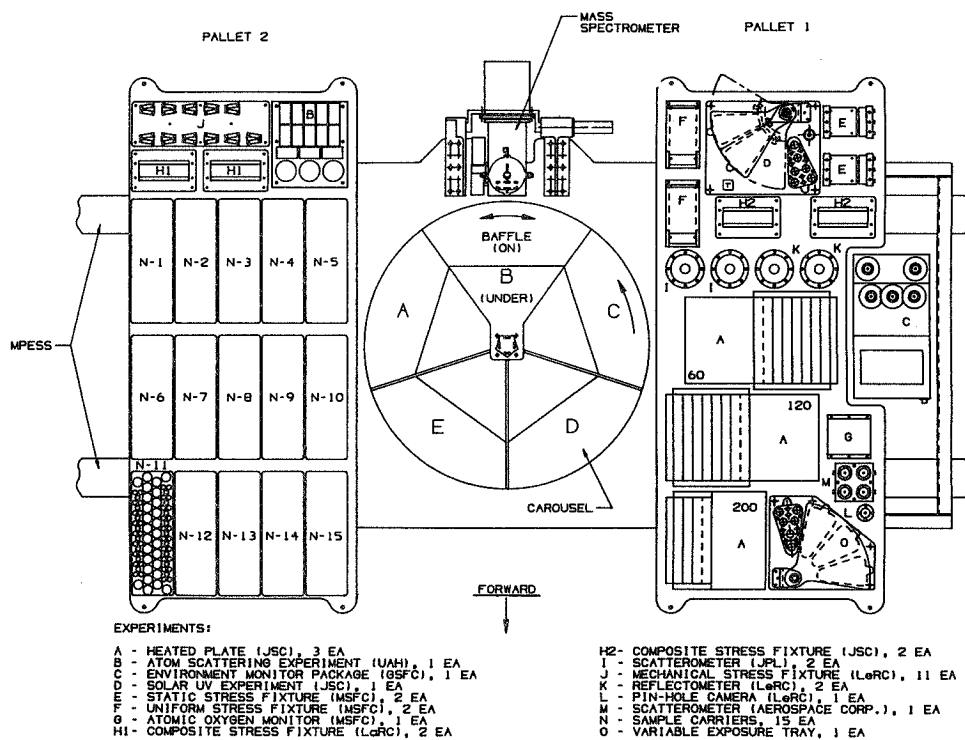 PALLET 2
MASS
SPECTROMETER
PALLET 1
J
B
H1
H1
N-1
N-2
N-3
N-4
N-5
MPESS
N-6
N-7
N-8
N-9
N-10
N-11
N-12
N-13
N-14
N-15
BAFFLE
(ON)
B
(UNDER)
A
C
E
D
CAROUSEL
FORWARD
F
F
D
T
E
E
H2
H2
I
I
K
K
C
A
60
120
A
G
M
L
200
A
O
EXPERIMENTS:
A - HEATED PLATE (JSC), 3 EA
B - ATOM SCATTERING EXPERIMENT (UAH), 1 EA
C - ENVIRONMENT MONITOR PACKAGE (GSFC), 1 EA
D - SOLAR UV EXPERIMENT (JSC), 1 EA
E - STATIC STRESS FIXTURE (MSFC), 2 EA
F - UNIFORM STRESS FIXTURE (MSFC), 2 EA
G - ATOMIC OXYGEN MONITOR (MSFC), 1 EA
H1- COMPOSITE STRESS FIXTURE (LaRC), 2 EA
H2- COMPOSITE STRESS FIXTURE (JSC), 2 EA
I - SCATTEROMETER (JPL), 2 EA
J - MECHANICAL STRESS FIXTURE (LeRC), 11 EA
K - REFLECTOMETER (LeRC), 2 EA
L - PIN-HOLE CAMERA (LeRC), 1 EA
M - SCATTEROMETER (AEROSPACE CORP.), 1 EA
N - SAMPLE CARRIERS, 15 EA
O - VARIABLE EXPOSURE TRAY, 1 EA